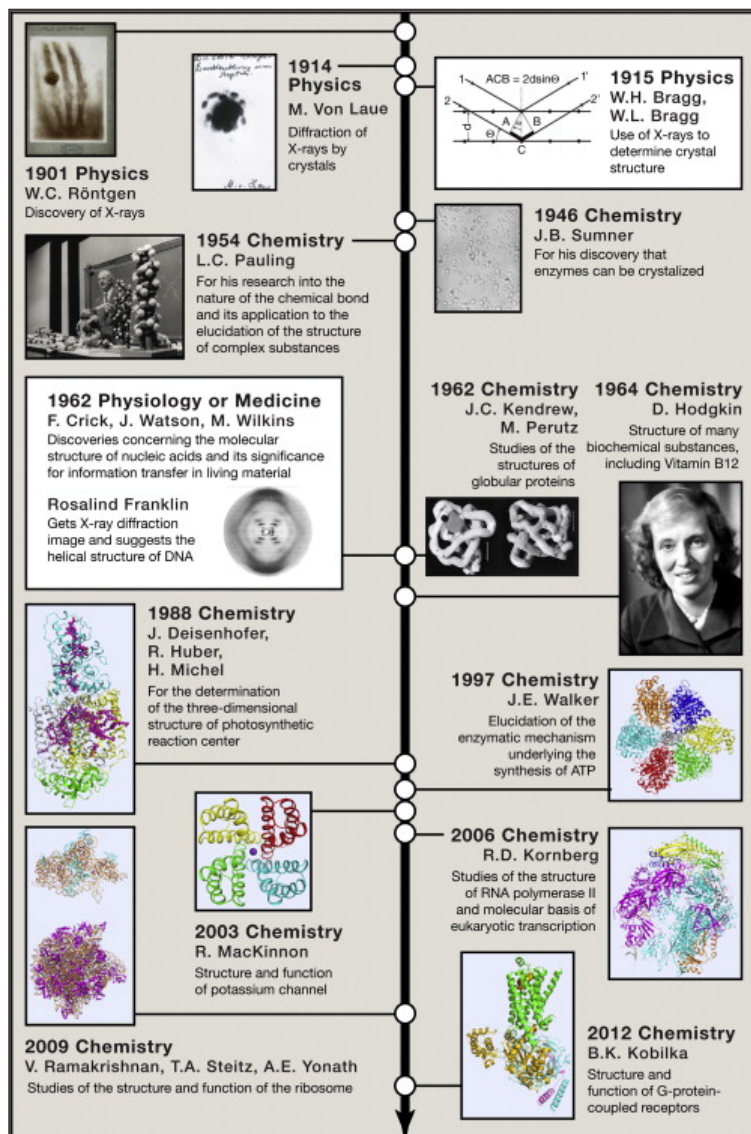 1901 Physics
W.C. Röntgen
Discovery of X-rays
1914
Physics
M. Von Laue
Diffraction of
X-rays by
crystals
ACB = 2dsinΘ
1
1'
2
2'
d
Θ
A
B
C
1915 Physics
W.H. Bragg,
W.L. Bragg
Use of X-rays to
determine crystal
structure
1946 Chemistry
J.B. Sumner
For his discovery that
enzymes can be crystalized
1954 Chemistry
L.C. Pauling
For his research into the
nature of the chemical bond
and its application to the
elucidation of the structure
of complex substances
1962 Physiology or Medicine
F. Crick, J. Watson, M. Wilkins
Discoveries concerning the molecular
structure of nucleic acids and its significance
for information transfer in living material
Rosalind Franklin
Gets X-ray diffraction
image and suggests the
helical structure of DNA
1962 Chemistry
J.C. Kendrew,
M. Perutz
Studies of the
structures of
globular proteins
1964 Chemistry
D. Hodgkin
Structure of many
biochemical substances,
including Vitamin B12
1988 Chemistry
J. Deisenhofer,
R. Huber,
H. Michel
For the determination
of the three-dimensional
structure of photosynthetic
reaction center
1997 Chemistry
J.E. Walker
Elucidation of the
enzymatic mechanism
underlying the
synthesis of ATP
2003 Chemistry
R. MacKinnon
Structure and function
of potassium channel
2006 Chemistry
R.D. Kornberg
Studies of the structure
of RNA polymerase II
and molecular basis of
eukaryotic transcription
2009 Chemistry
V. Ramakrishnan, T.A. Steitz, A.E. Yonath
Studies of the structure and function of the ribosome
2012 Chemistry
B.K. Kobilka
Structure and
function of G-protein-
coupled receptors